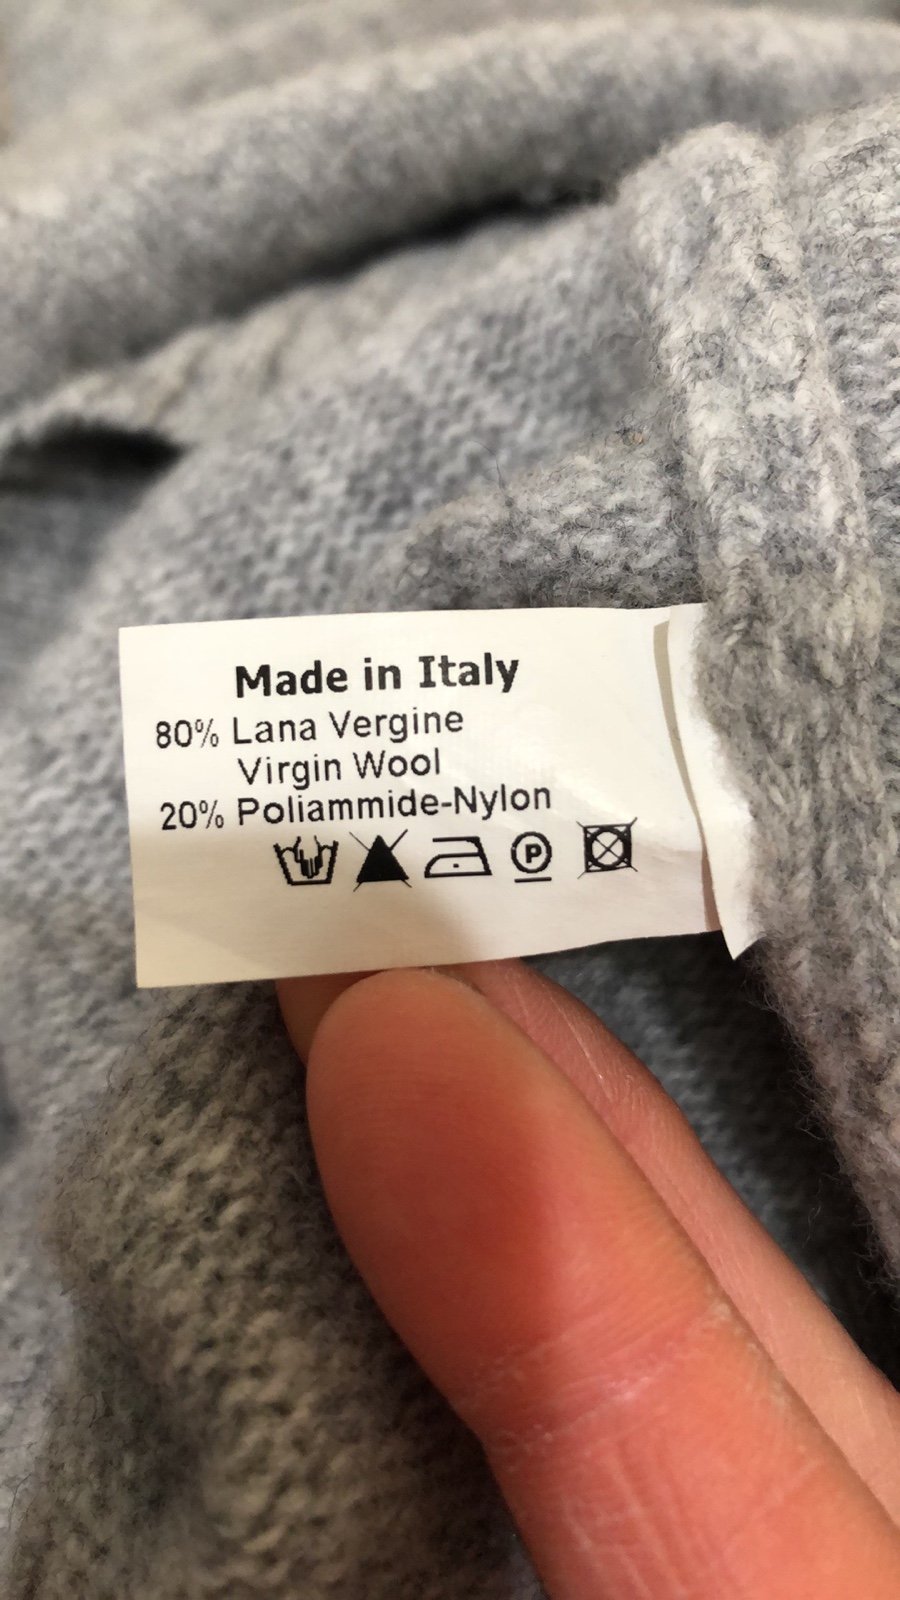 Made in Italy
80% Lana Vergine
Virgin Wool
20% Poliammide-Nylon
P